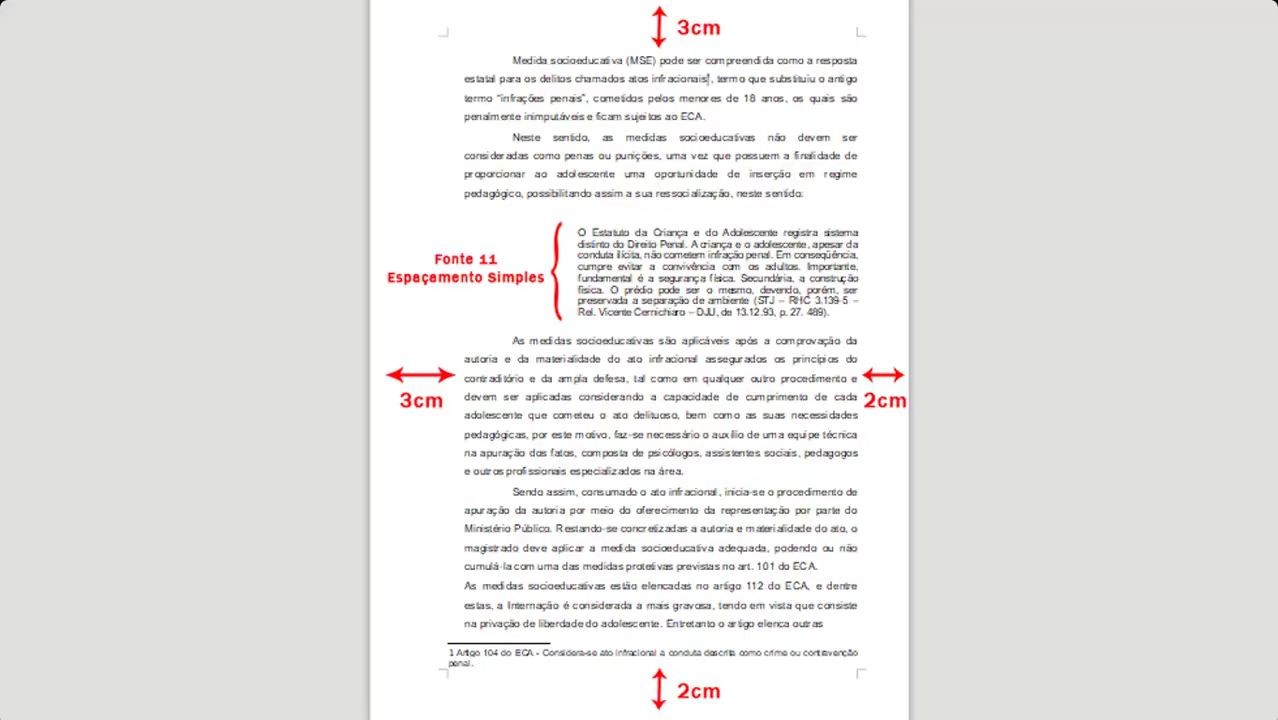 3cm
Medida socioeducativa (MSE) pode ser compreendida como a resposta
estatal para os delitos chamados atos infracionais¹, termo que substituiu o antigo
termo "infrações penais", cometidos pelos menores de 18 anos, os quais são
penalmente inimputáveis e ficam sujeitos ao ECA.
Neste sentido, as medidas socioeducativas não devem ser
consideradas como penas ou punições, uma vez que possuem a finalidade de
proporcionar ao adolescente uma oportunidade de inserção em regime
pedagógico, possibilitando assim a sua ressocialização, neste sentido:
Fonte 11
Espaçamento Simples
O Estatuto da Criança e do Adolescente registra sistema
distinto do Direito Penal. A criança e o adolescente, apesar da
conduta ilícita, não cometem infração penal. Em conseqüência,
cumpre evitar a convivência com os adultos. Importante,
fundamental é a segurança física. Secundária, a construção
física. O prédio pode ser o mesmo, devendo, porém, ser
preservada a separação de ambiente (STJ – RHC 3.139-5 –
Rel. Vicente Cernichiaro – DJU, de 13.12.93, p. 27. 489).
As medidas socioeducativas são aplicáveis após a comprovação da
autoria e da materialidade do ato infracional assegurados os princípios do
contraditório e da ampla defesa, tal como em qualquer outro procedimento e
devem ser aplicadas considerando a capacidade de cumprimento de cada
adolescente que cometeu o ato delituoso, bem como as suas necessidades
pedagógicas, por este motivo, faz-se necessário o auxílio de uma equipe técnica
na apuração dos fatos, composta de psicólogos, assistentes sociais, pedagogos
e outros profissionais especializados na área.
3cm
2cm
Sendo assim, consumado o ato infracional, inicia-se o procedimento de
apuração da autoria por meio do oferecimento da representação por parte do
Ministério Público. Restando-se concretizadas a autoria e materialidade do ato, o
magistrado deve aplicar a medida socioeducativa adequada, podendo ou não
cumulá-la com uma das medidas protetivas previstas no art. 101 do ECA.
As medidas socioeducativas estão elencadas no artigo 112 do ECA, e dentre
estas, a Internação é considerada a mais gravosa, tendo em vista que consiste
na privação de liberdade do adolescente. Entretanto o artigo elenca outras
1 Artigo 104 do ECA - Considera-se ato infracional a conduta descrita como crime ou contravenção
penal.
2cm